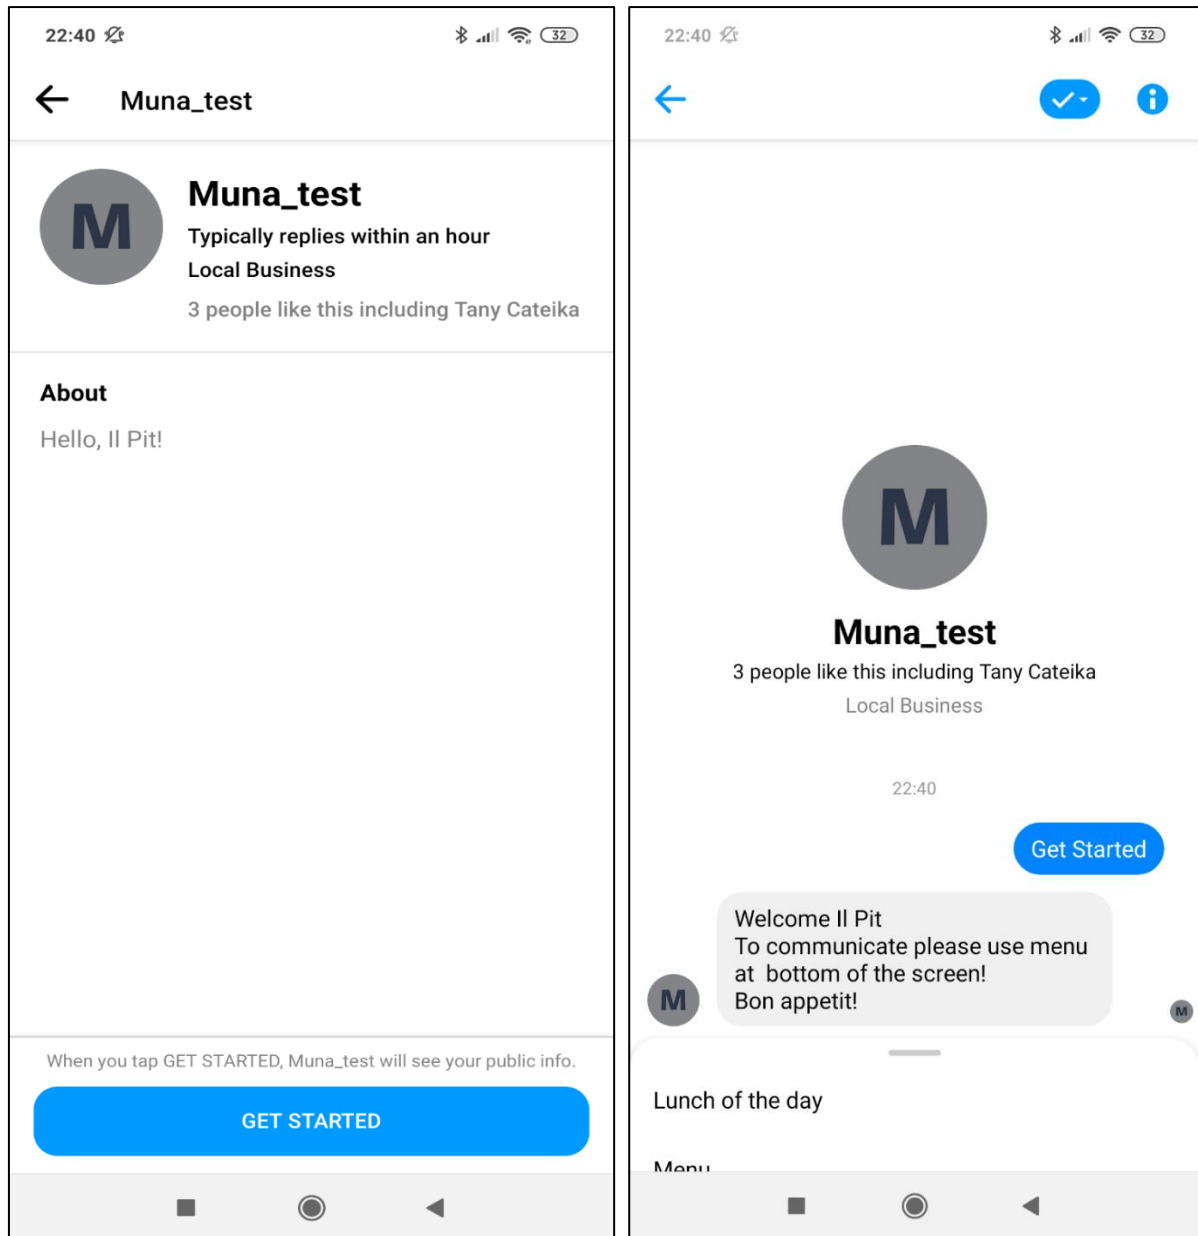 22:40
32
Muna_test
M
Muna_test
Typically replies within an hour
Local Business
3 people like this including Tany Cateika
About
Hello, Il Pit!
When you tap GET STARTED, Muna_test will see your public info.
GET STARTED
22:40
32
M
Muna_test
3 people like this including Tany Cateika
Local Business
22:40
Get Started
Welcome Il Pit
To communicate please use menu
at bottom of the screen!
Bon appetit!
M
M
Lunch of the day
Menu